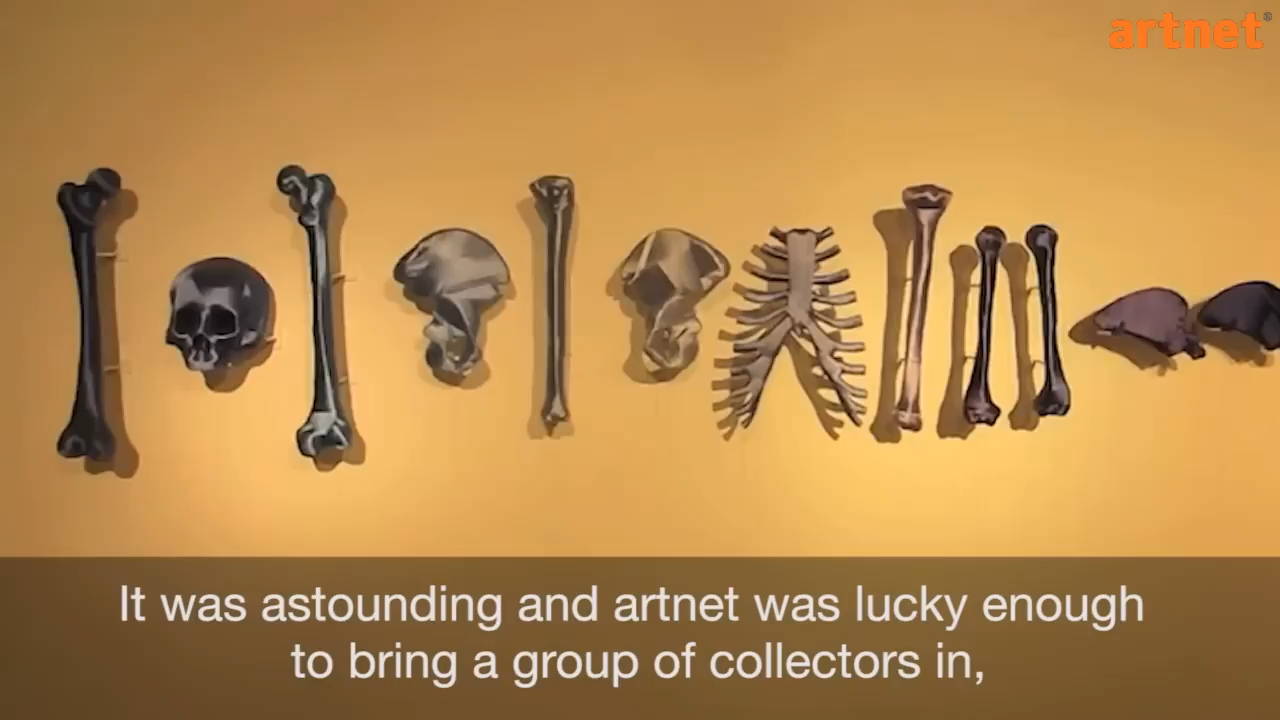 artnet®
It was astounding and artnet was lucky enough
to bring a group of collectors in,